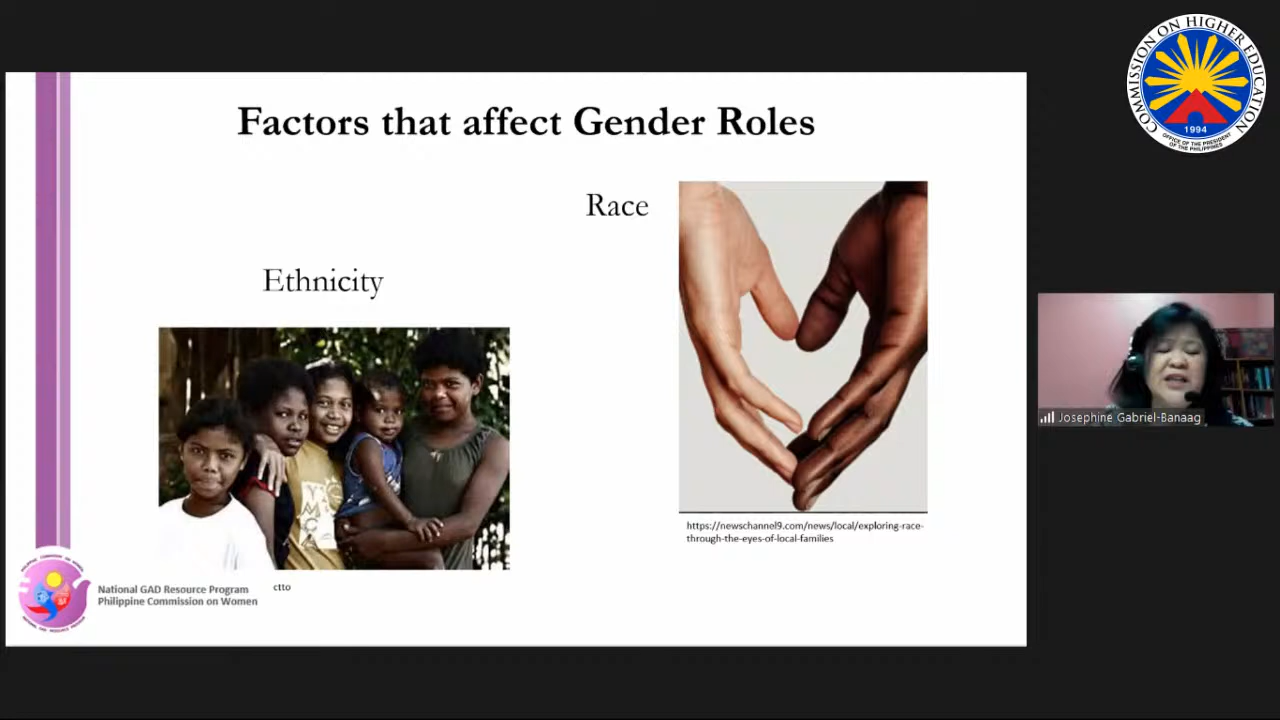 Factors that affect Gender Roles
Race
Ethnicity
https://newschannel9.com/news/local/exploring-race-
through-the-eyes-of-local-families
YMCA
ctto
National GAD Resource Program
Philippine Commission on Women
COMMISSION ON HIGHER EDUCATION
1994
OFFICE OF THE PRESIDENT
OF THE PHILIPPINES
Josephine Gabriel-Banaag